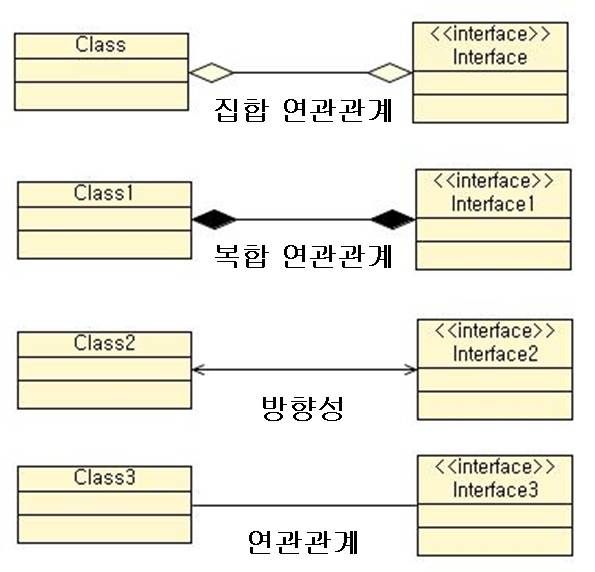 Class
<<interface>>
Interface
집합 연관관계
Class1
<<interface>>
Interface1
복합 연관관계
Class2
<<interface>>
Interface2
방향성
Class3
<<interface>>
Interface3
연관관계